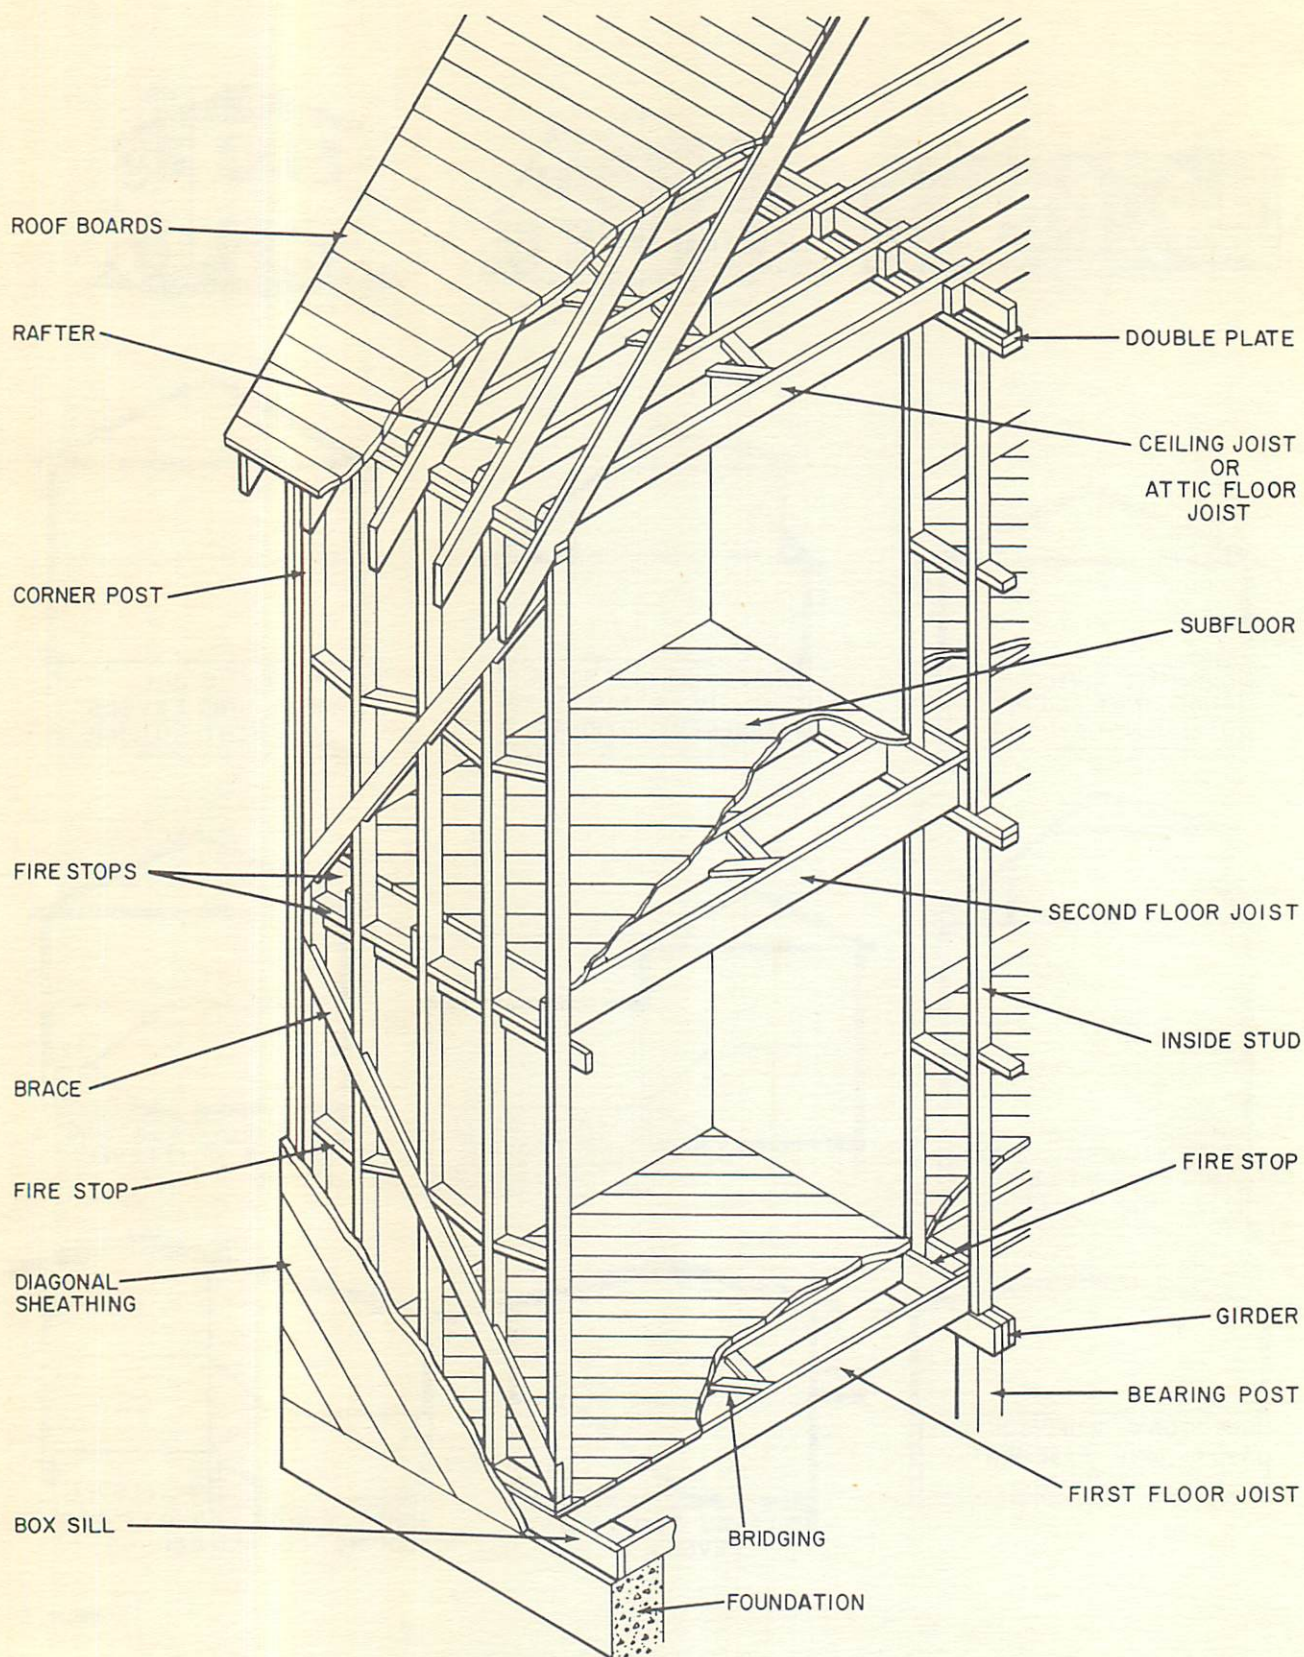 ROOF BOARDS
RAFTER
DOUBLE PLATE
CEILING JOIST
OR
ATTIC FLOOR
JOIST
CORNER POST
SUBFLOOR
FIRE STOPS
SECOND FLOOR JOIST
INSIDE STUD
BRACE
FIRE STOP
FIRE STOP
DIAGONAL
SHEATHING
GIRDER
BEARING POST
FIRST FLOOR JOIST
BOX SILL
BRIDGING
FOUNDATION